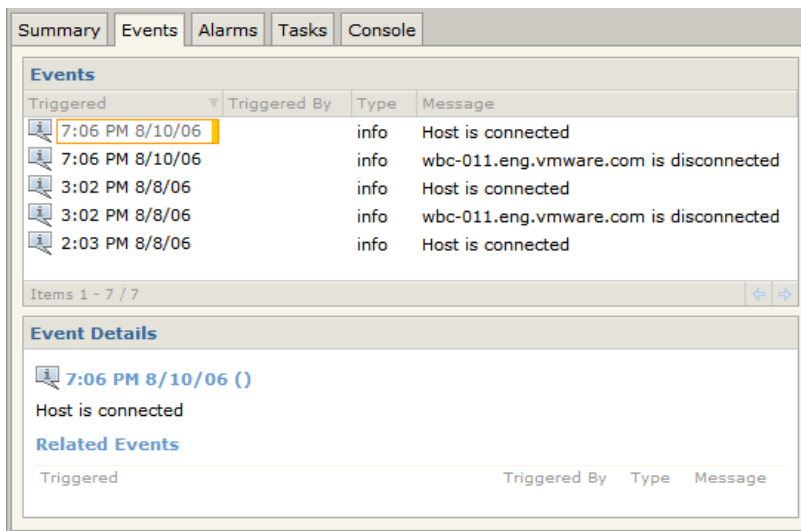 Summary Events Alarms Tasks Console
Events
Triggered Triggered By Type Message
7:06 PM 8/10/06 info Host is connected
7:06 PM 8/10/06 info wbc-011.eng.vmware.com is disconnected
3:02 PM 8/8/06 info Host is connected
3:02 PM 8/8/06 info wbc-011.eng.vmware.com is disconnected
2:03 PM 8/8/06 info Host is connected
Items 1 - 7 / 7
Event Details
7:06 PM 8/10/06 ()
Host is connected
Related Events
Triggered Triggered By Type Message